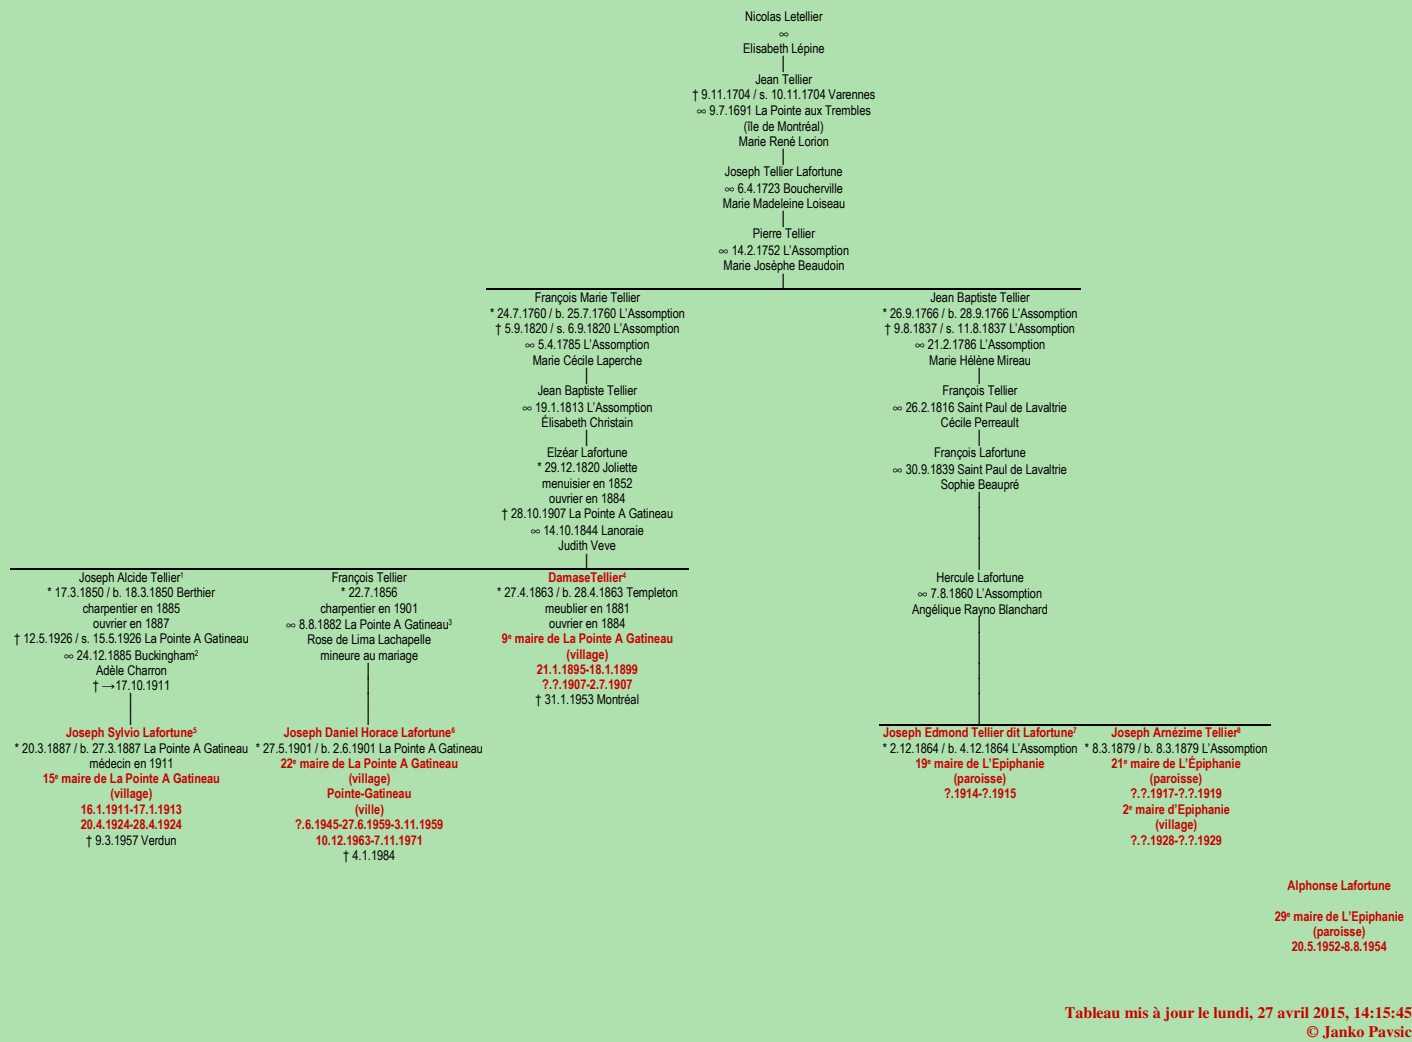 Nicolas Letellier
∞
Elisabeth Lépine
Jean Tellier
† 9.11.1704 / s. 10.11.1704 Varennes
∞ 9.7.1691 La Pointe aux Trembles
(île de Montréal)
Marie René Lorion
Joseph Tellier Lafortune
∞ 6.4.1723 Boucherville
Marie Madeleine Loiseau
Pierre Tellier
∞ 14.2.1752 L'Assomption
Marie Josèphe Beaudoin
François Marie Tellier
* 24.7.1760 / b. 25.7.1760 L'Assomption
† 5.9.1820 / s. 6.9.1820 L'Assomption
∞ 5.4.1785 L'Assomption
Marie Cécile Laperche
Jean Baptiste Tellier
* 26.9.1766 / b. 28.9.1766 L'Assomption
† 9.8.1837 / s. 11.8.1837 L'Assomption
∞ 21.2.1786 L'Assomption
Marie Hélène Mireau
Jean Baptiste Tellier
∞ 19.1.1813 L'Assomption
Élisabeth Christain
François Tellier
∞ 26.2.1816 Saint Paul de Lavaltrie
Cécile Perreault
Elzéar Lafortune
* 29.12.1820 Joliette
menuisier en 1852
ouvrier en 1884
† 28.10.1907 La Pointe A Gatineau
∞ 14.10.1844 Lanoraie
Judith Veve
François Lafortune
∞ 30.9.1839 Saint Paul de Lavaltrie
Sophie Beaupré
Joseph Alcide Tellier¹
* 17.3.1850 / b. 18.3.1850 Berthier
charpentier en 1885
ouvrier en 1887
† 12.5.1926 / s. 15.5.1926 La Pointe A Gatineau
∞ 24.12.1885 Buckingham²
Adèle Charron
† →17.10.1911
François Tellier
* 22.7.1856
charpentier en 1901
∞ 8.8.1882 La Pointe A Gatineau³
Rose de Lima Lachapelle
mineure au mariage
DamaseTellier⁴
* 27.4.1863 / b. 28.4.1863 Templeton
meublier en 1881
ouvrier en 1884
9ᵉ maire de La Pointe A Gatineau
(village)
21.1.1895-18.1.1899
?.?.1907-2.7.1907
† 31.1.1953 Montréal
Hercule Lafortune
∞ 7.8.1860 L'Assomption
Angélique Rayno Blanchard
Joseph Sylvio Lafortune⁵
* 20.3.1887 / b. 27.3.1887 La Pointe A Gatineau
médecin en 1911
15ᵉ maire de La Pointe A Gatineau
(village)
16.1.1911-17.1.1913
20.4.1924-28.4.1924
† 9.3.1957 Verdun
Joseph Daniel Horace Lafortune⁶
* 27.5.1901 / b. 2.6.1901 La Pointe A Gatineau
22ᵉ maire de La Pointe A Gatineau
(village)
Pointe-Gatineau
(ville)
?.6.1945-27.6.1959-3.11.1959
10.12.1963-7.11.1971
† 4.1.1984
Joseph Edmond Tellier dit Lafortune⁷
* 2.12.1864 / b. 4.12.1864 L'Assomption
19ᵉ maire de L'Epiphanie
(paroisse)
?.1914-?.1915
Joseph Arnézime Tellier⁸
* 8.3.1879 / b. 8.3.1879 L'Assomption
21ᵉ maire de L'Épiphanie
(paroisse)
?.?.1917-?.?.1919
2ᵉ maire d'Epiphanie
(village)
?.?.1928-?.?.1929
Alphonse Lafortune
29ᵉ maire de L'Epiphanie
(paroisse)
20.5.1952-8.8.1954
Tableau mis à jour le lundi, 27 avril 2015, 14:15:45
© Janko Pavsic